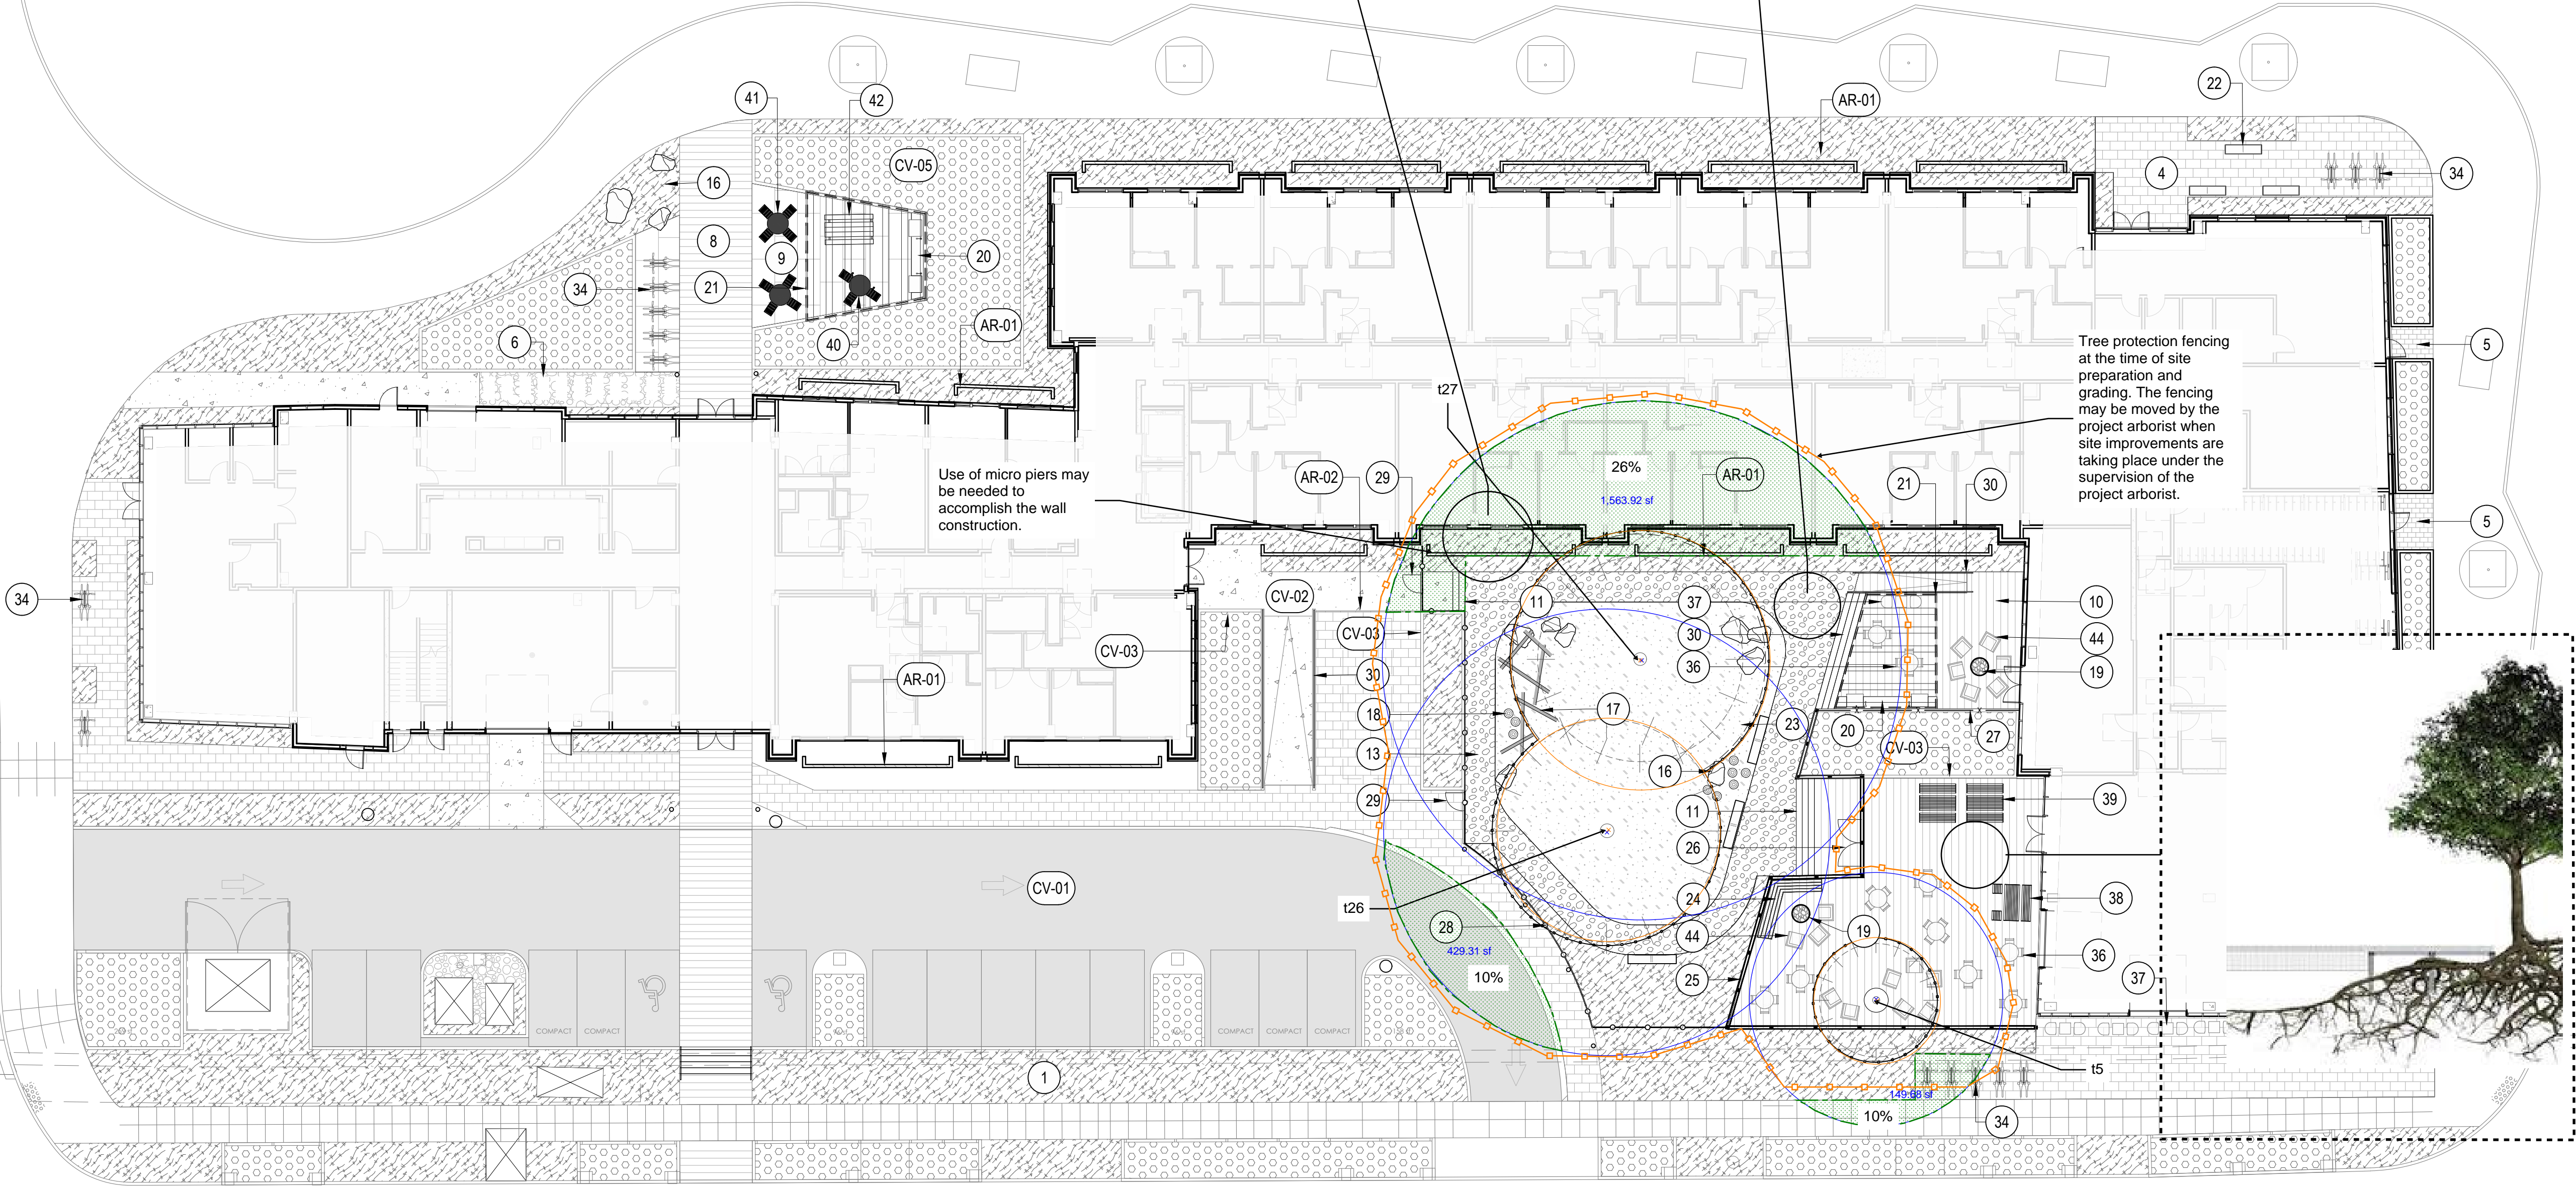 41
42
AR-01
22
CV-05
16
4
34
8
9
20
34
21
AR-01
6
40
5
Tree protection fencing
at the time of site
preparation and
grading. The fencing
may be moved by the
project arborist when
site improvements are
taking place under the
supervision of the
project arborist.
t27
Use of micro piers may
be needed to
accomplish the wall
construction.
AR-02
29
26%
1,563.92 sf
AR-01
21
30
5
34
CV-02
11
37
10
CV-03
30
44
CV-03
36
19
AR-01
30
18
17
23
13
20
27
CV-03
16
29
11
39
26
CV-01
24
38
t26
28
429.31 sf
10%
44
19
36
25
37
COMPACT
COMPACT
COMPACT
COMPACT
COMPACT
1
t5
149.68 sf
10%
34